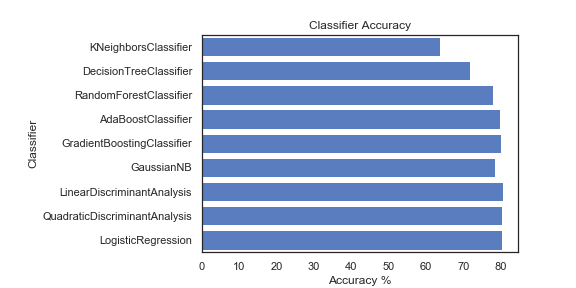 Classifier Accuracy
KNeighborsClassifier
DecisionTreeClassifier
RandomForestClassifier
AdaBoostClassifier
GradientBoostingClassifier
GaussianNB
LinearDiscriminantAnalysis
QuadraticDiscriminantAnalysis
LogisticRegression
Classifier
0 10 20 30 40 50 60 70 80
Accuracy %